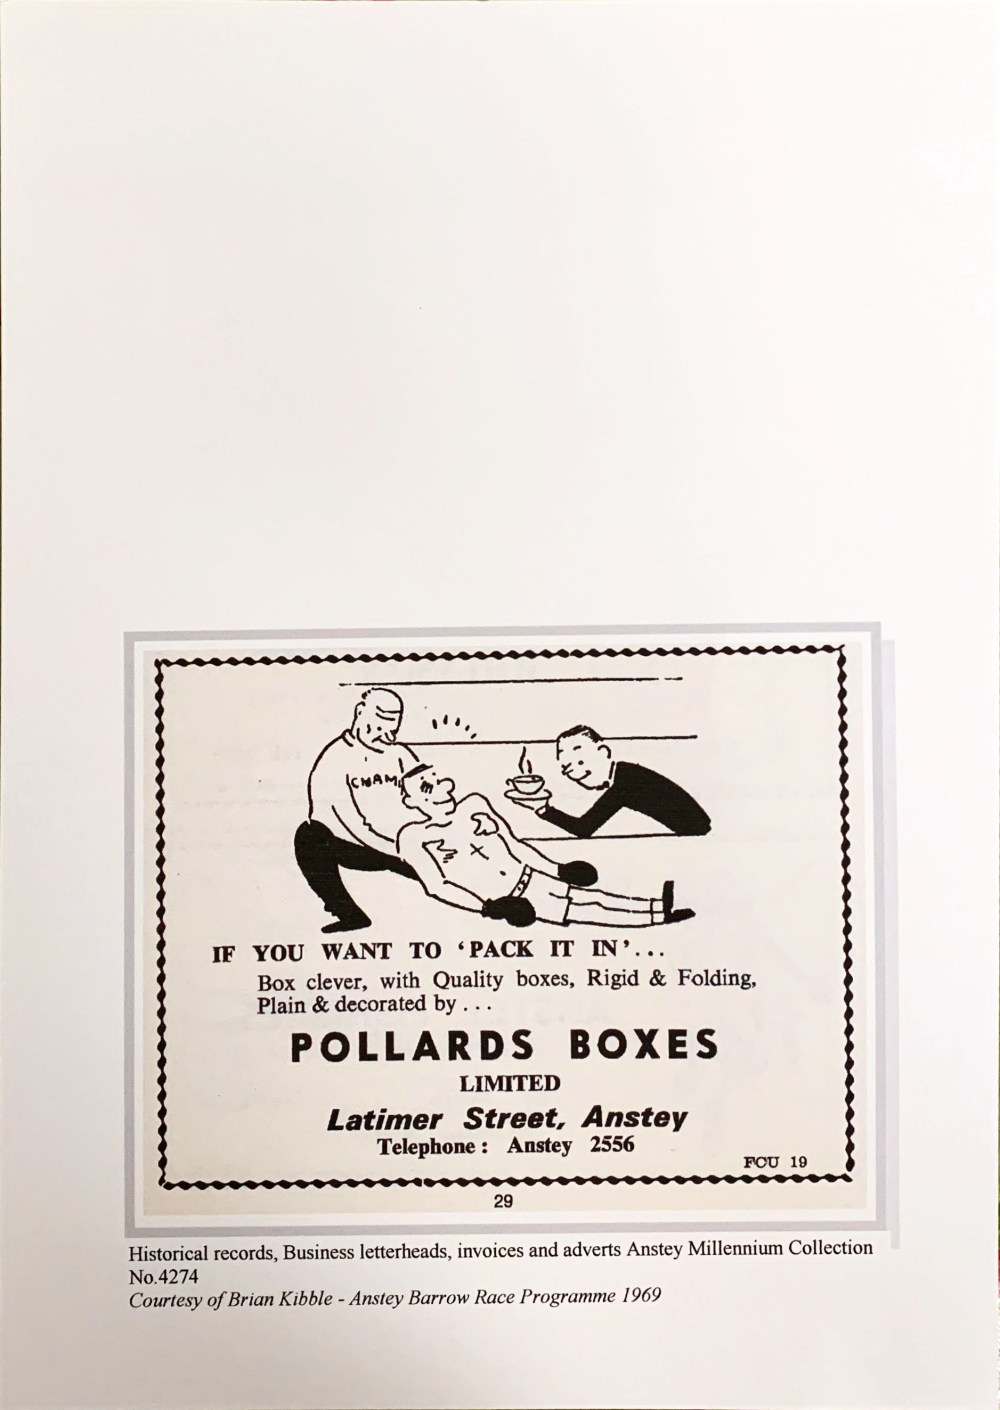 CHAM
IF YOU WANT TO ‘PACK IT IN’...
Box clever, with Quality boxes, Rigid & Folding,
Plain & decorated by ...
POLLARDS BOXES
LIMITED
Latimer Street, Anstey
Telephone : Anstey 2556
FCU 19
29
Historical records, Business letterheads, invoices and adverts Anstey Millennium Collection
No.4274
Courtesy of Brian Kibble - Anstey Barrow Race Programme 1969